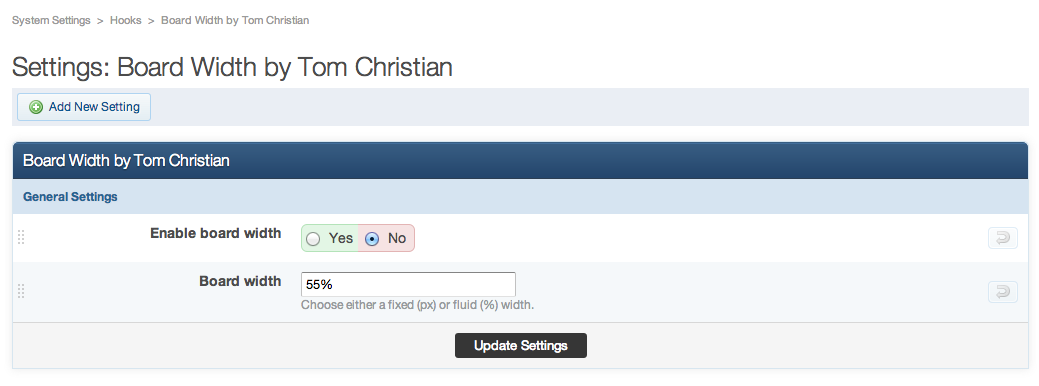 System Settings > Hooks > Board Width by Tom Christian
Settings: Board Width by Tom Christian
Add New Setting
Board Width by Tom Christian
General Settings
Enable board width Yes No
Board width 55%
Choose either a fixed (px) or fluid (%) width.
Update Settings